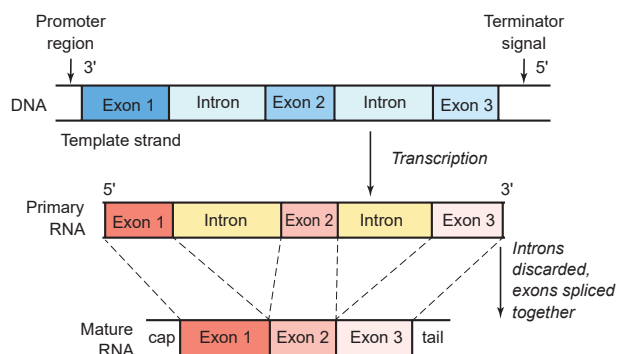 Promoter
region
Terminator
signal
3'
5'
DNA
Exon 1
Intron
Exon 2
Intron
Exon 3
Template strand
Transcription
5'
3'
Primary
RNA
Exon 1
Intron
Exon 2
Intron
Exon 3
Introns
discarded,
exons spliced
together
Mature
RNA
cap
Exon 1
Exon 2
Exon 3
tail